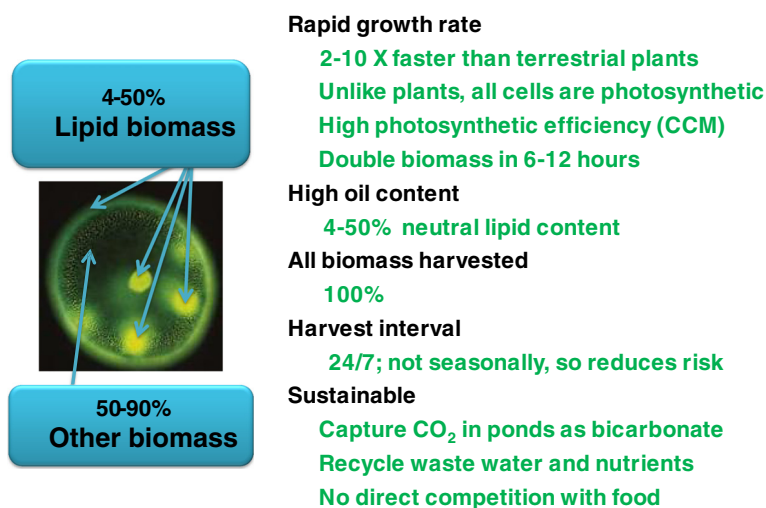 4-50%
Lipid biomass
50-90%
Other biomass
Rapid growth rate
2-10 X faster than terrestrial plants
Unlike plants, all cells are photosynthetic
High photosynthetic efficiency (CCM)
Double biomass in 6-12 hours
High oil content
4-50% neutral lipid content
All biomass harvested
100%
Harvest interval
24/7; not seasonally, so reduces risk
Sustainable
Capture CO₂ in ponds as bicarbonate
Recycle waste water and nutrients
No direct competition with food